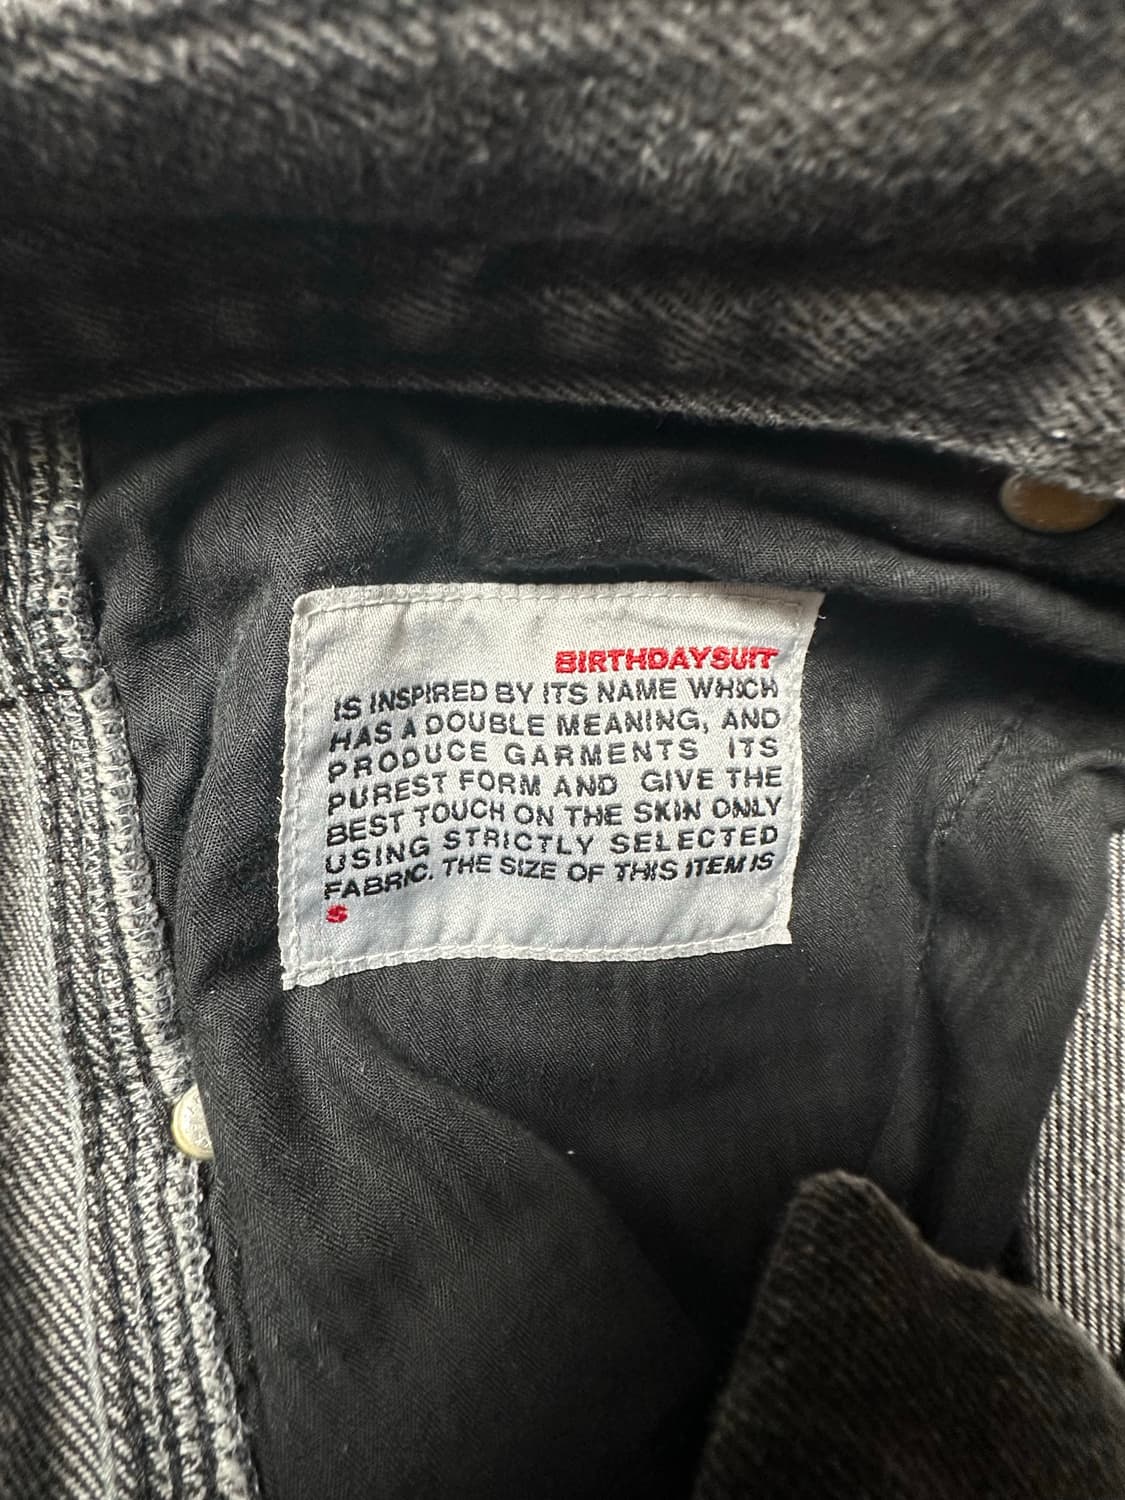 BIRTHDAYSUIT
IS INSPIRED BY ITS NAME WHICH
HAS A DOUBLE MEANING, AND
PRODUCE GARMENTS ITS
PUREST FORM AND GIVE THE
BEST TOUCH ON THE SKIN ONLY
USING STRICTLY SELECTED
FABRIC. THE SIZE OF THIS ITEM IS
S